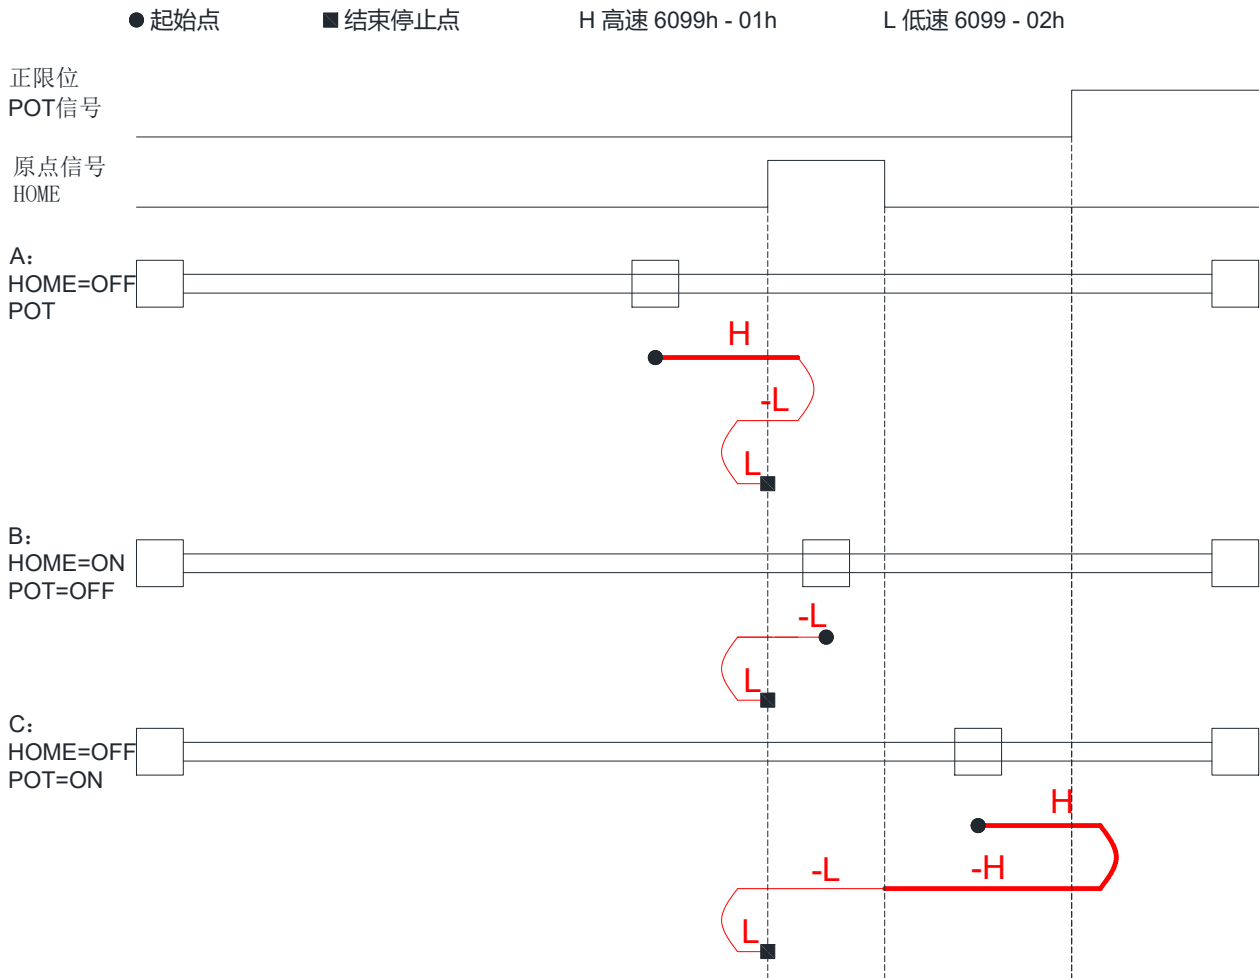 ● 起始点 ■ 结束停止点 H 高速 6099h - 01h L 低速 6099 - 02h
正限位
POT信号
原点信号
HOME
A：
HOME=OFF
POT
H
-L
L
B：
HOME=ON
POT=OFF
-L
L
C：
HOME=OFF
POT=ON
H
-L -H
L